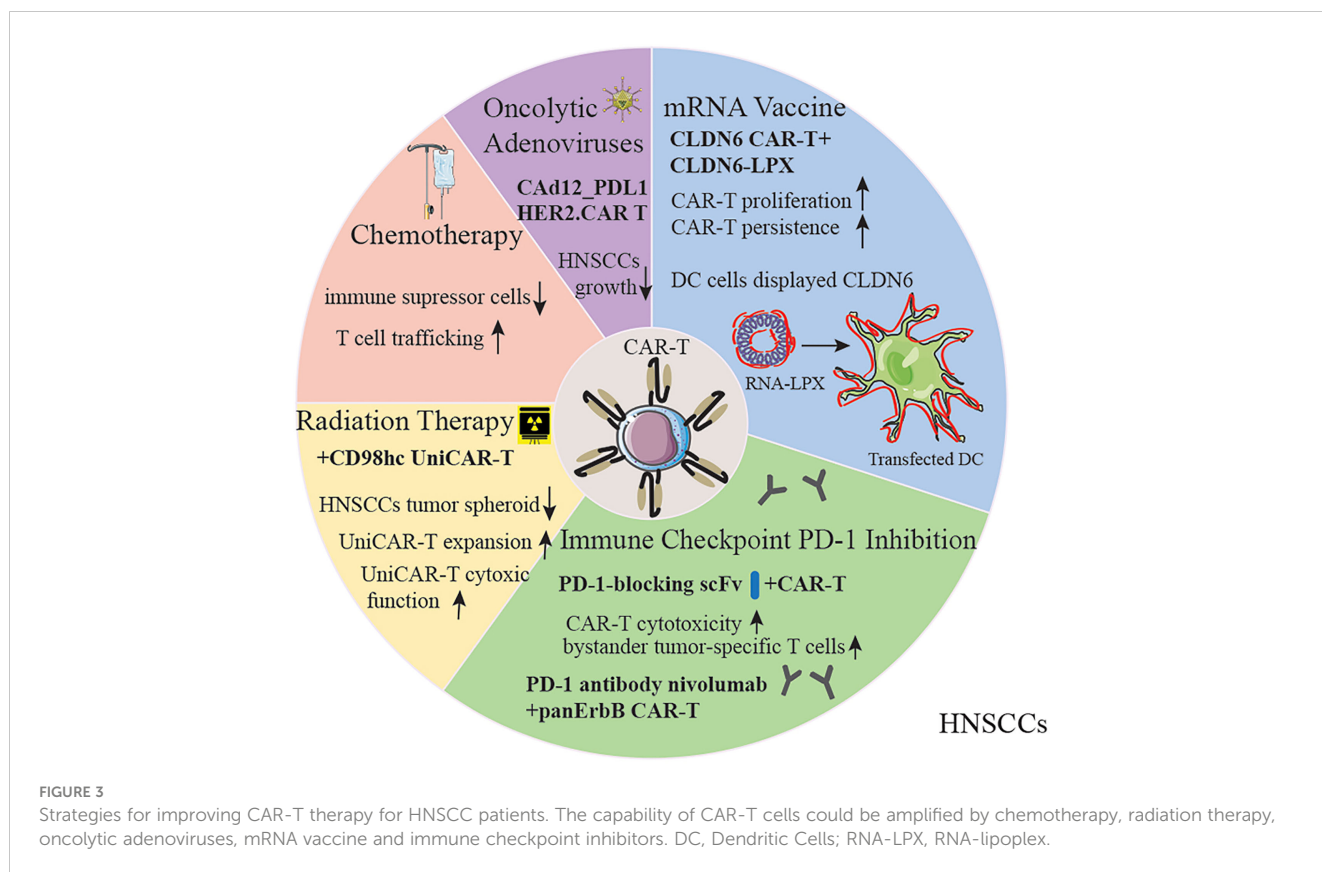 Oncolytic
Adenoviruses
CAd12_PDL1
HER2.CAR T
HNSCCs
growth
mRNA Vaccine
CLDN6 CAR-T+
CLDN6-LPX
CAR-T proliferation
CAR-T persistence
DC cells displayed CLDN6
RNA-LPX
Transfected DC
Chemotherapy
immune supressor cells
T cell trafficking
CAR-T
Radiation Therapy
+CD98hc UniCAR-T
HNSCCs tumor spheroid
UniCAR-T expansion
UniCAR-T cytoxic
function
Immune Checkpoint PD-1 Inhibition
PD-1-blocking scFv +CAR-T
CAR-T cytotoxicity
bystander tumor-specific T cells
PD-1 antibody nivolumab
+panErbB CAR-T
HNSCCs
FIGURE 3
Strategies for improving CAR-T therapy for HNSCC patients. The capability of CAR-T cells could be amplified by chemotherapy, radiation therapy,
oncolytic adenoviruses, mRNA vaccine and immune checkpoint inhibitors. DC, Dendritic Cells; RNA-LPX, RNA-lipoplex.